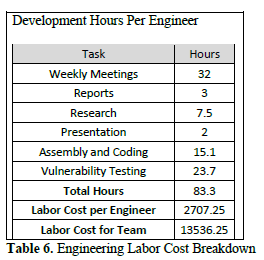 Development Hours Per Engineer
Task Hours
Weekly Meetings 32
Reports 3
Research 7.5
Presentation 2
Assembly and Coding 15.1
Vulnerability Testing 23.7
Total Hours 83.3
Labor Cost per Engineer 2707.25
Labor Cost for Team 13536.25
Table 6. Engineering Labor Cost Breakdown